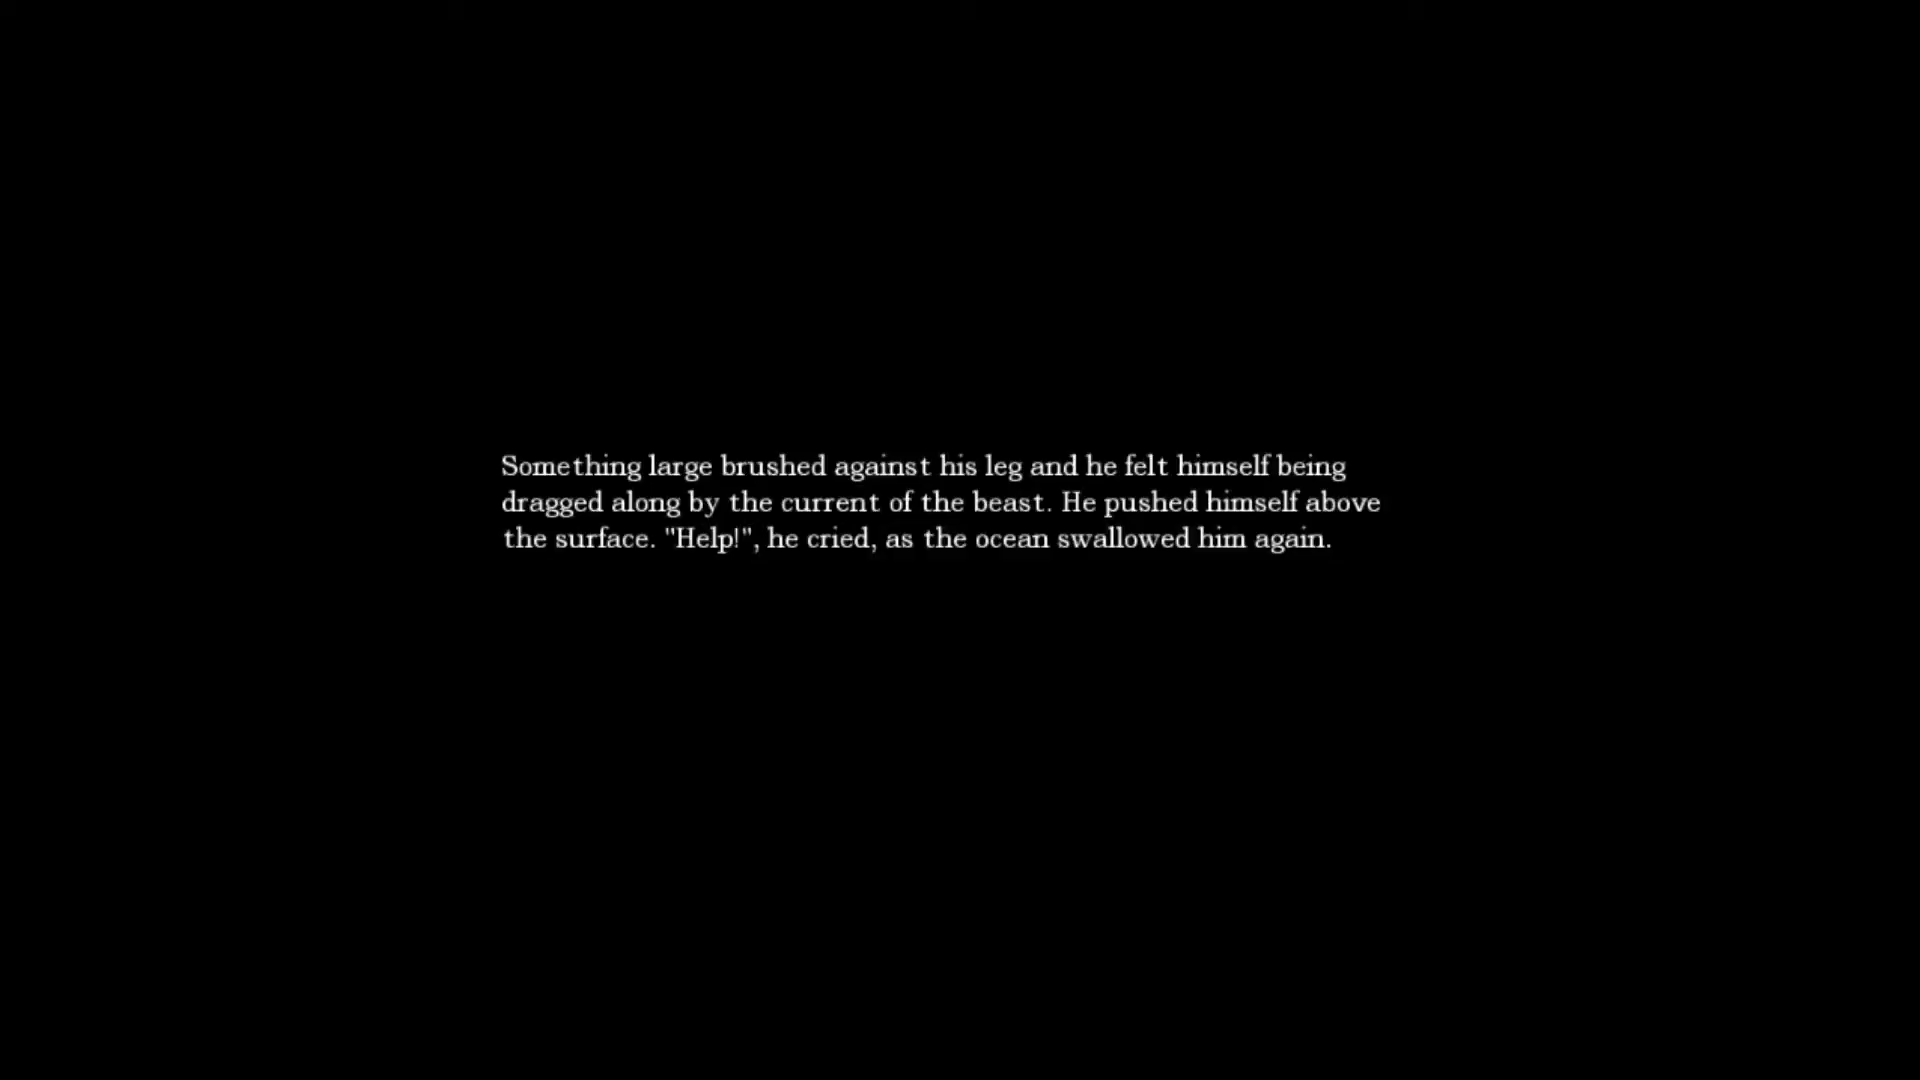 Something large brushed against his leg and he felt himself being
dragged along by the current of the beast. He pushed himself above
the surface. "Help!", he cried, as the ocean swallowed him again.